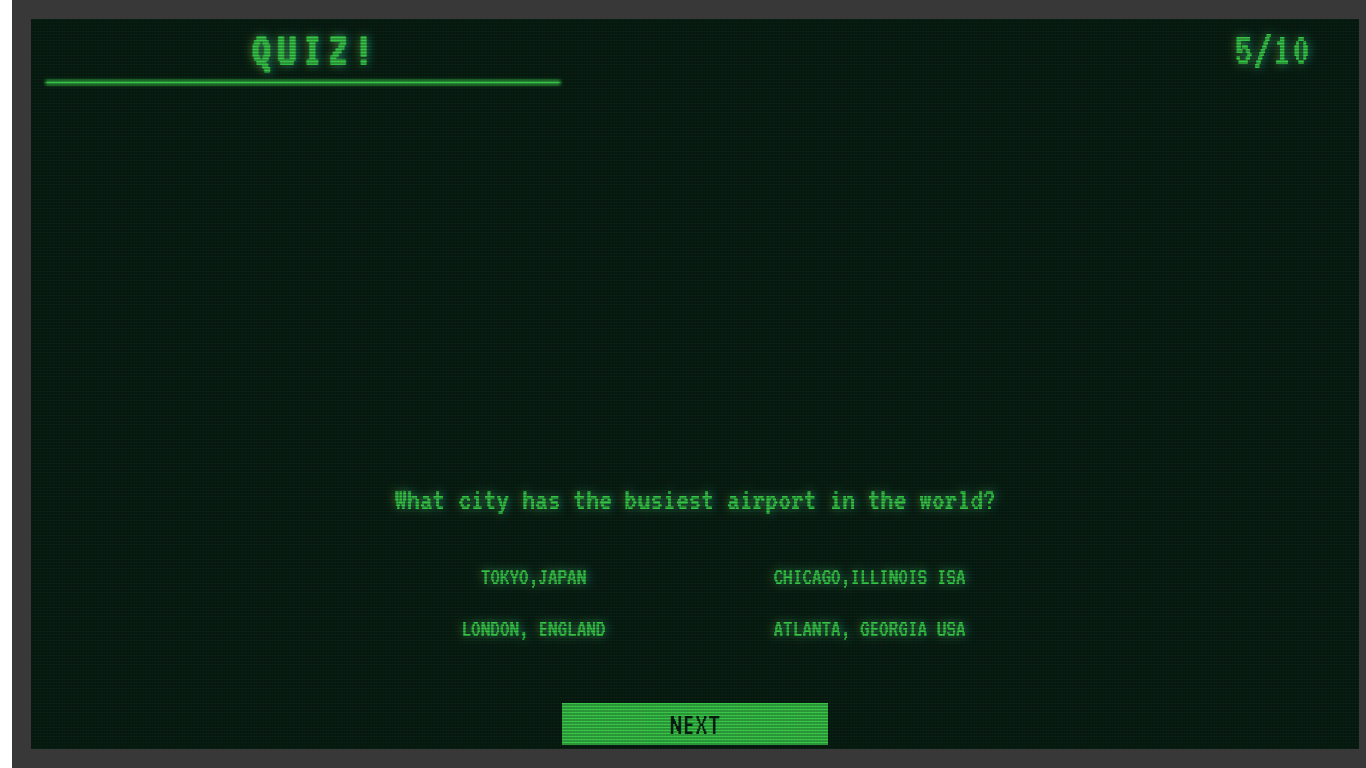 QUIZ!
5/10
What city has the busiest airport in the world?
TOKYO,JAPAN
CHICAGO,ILLINOIS ISA
LONDON, ENGLAND
ATLANTA, GEORGIA USA
NEXT